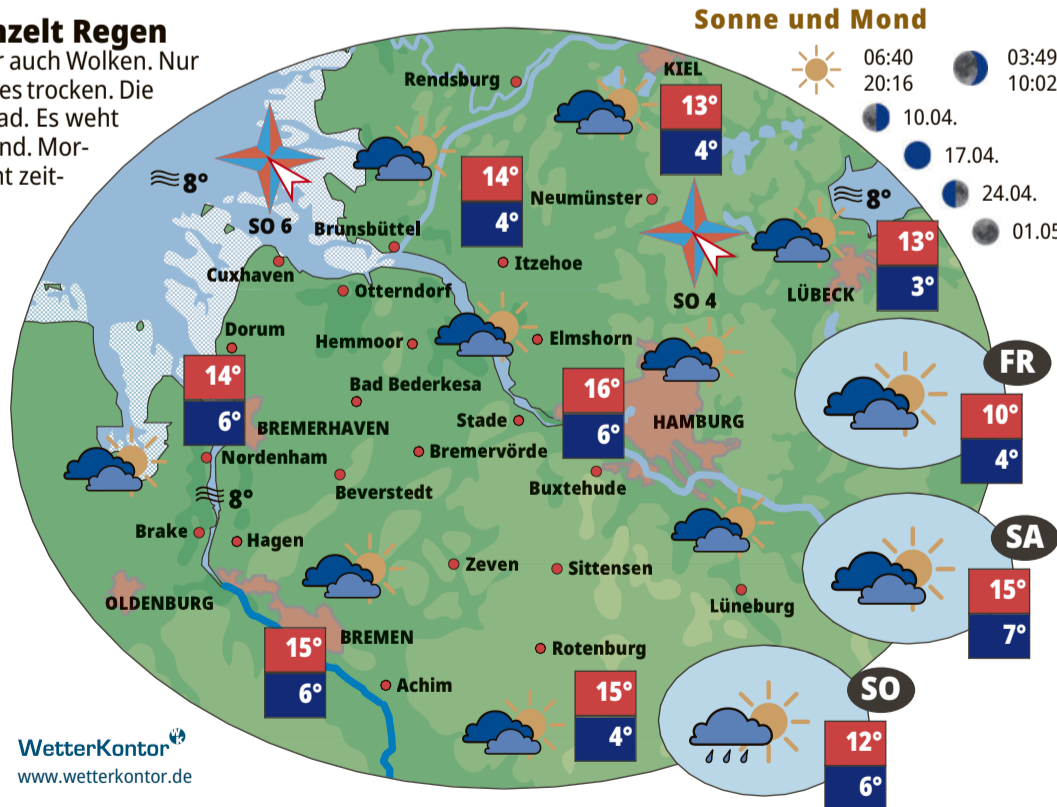 nzelt Regen
auch Wolken. Nur
es trocken. Die
Es weht
nd. Mor-
zeit-
Sonne und Mond
06:40
20:16
03:49
10:02
10.04.
17.04.
24.04.
01.05
Rendsburg
KIEL
13°
4°
8°
SO 6
Brunsbüttel
14°
4°
Neumünster
8°
Cuxhaven
Itzehoe
SO 4
13°
3°
Otterndorf
LÜBECK
Dorum
Hemmoor
Elmshorn
14°
6°
Bad Bederkesa
16°
6°
FR
10°
4°
BREMERHAVEN
Stade
HAMBURG
Nordenham
Bremervörde
8°
Beverstedt
Buxtehude
Brake
Hagen
SA
15°
7°
Zeven
Sittensen
OLDENBURG
Lüneburg
BREMEN
15°
6°
Rotenburg
Achim
15°
4°
SO
12°
6°
WetterKontor
www.wetterkontor.de